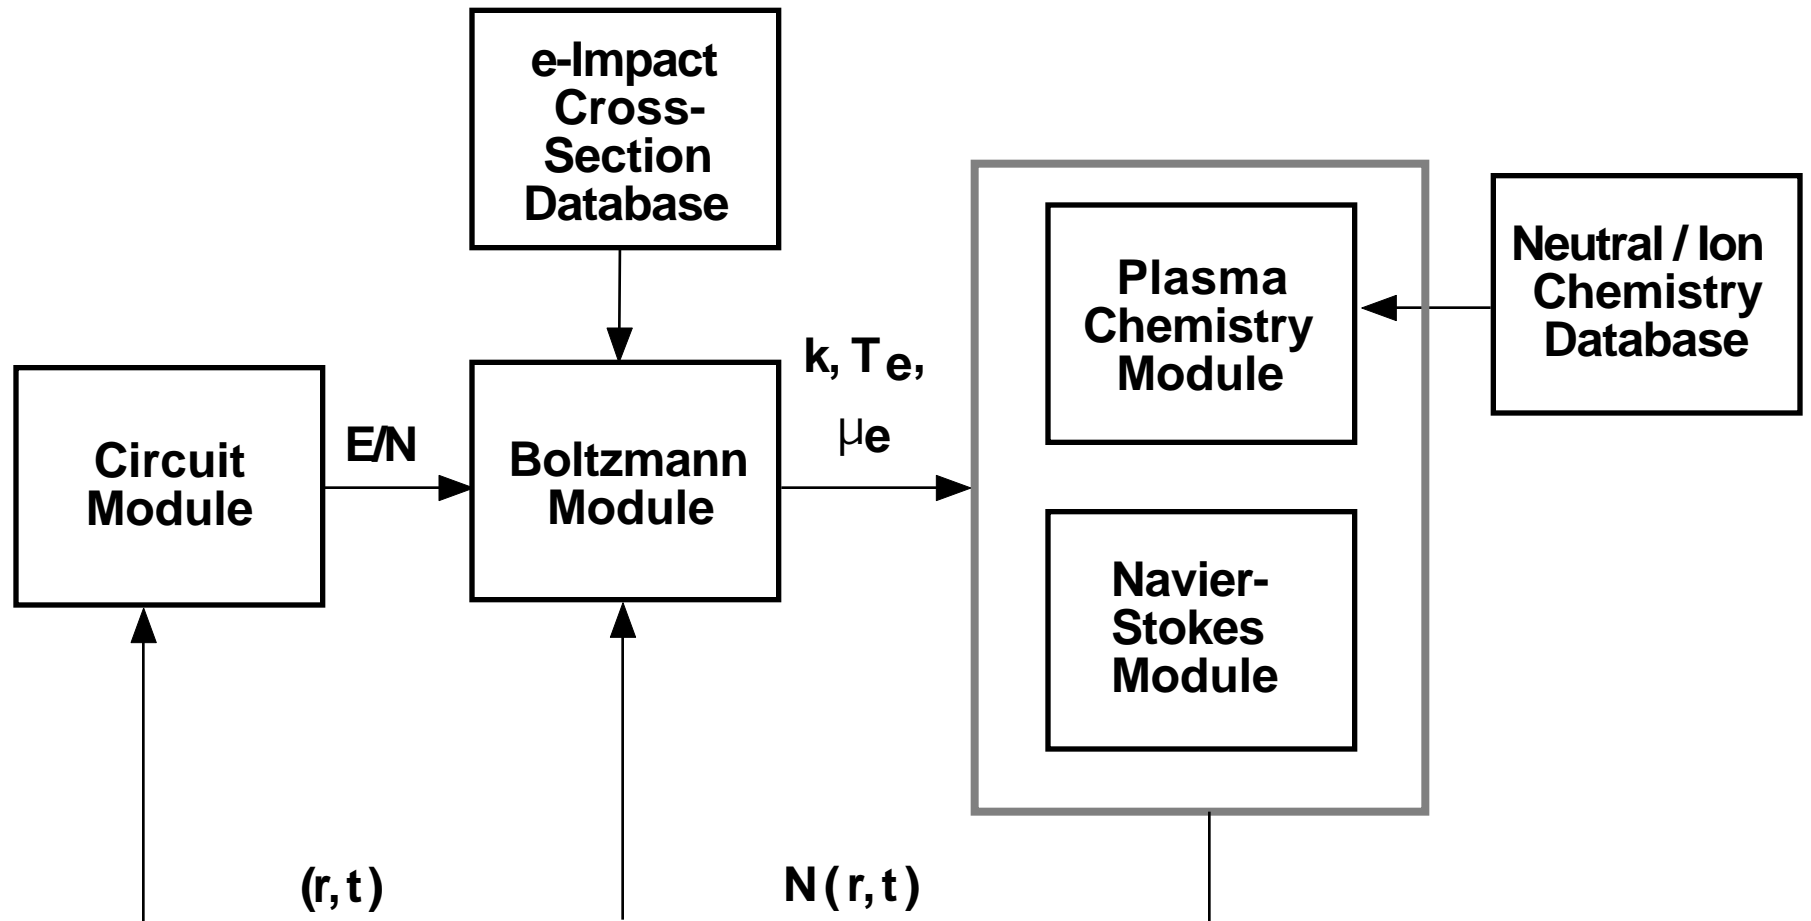 e-Impact
Cross-
Section
Database
Plasma
Chemistry
Module
Neutral / Ion
Chemistry
Database
k, Te,
μe
Circuit
Module
E/N
Boltzmann
Module
Navier-
Stokes
Module
(r, t)
N(r, t)